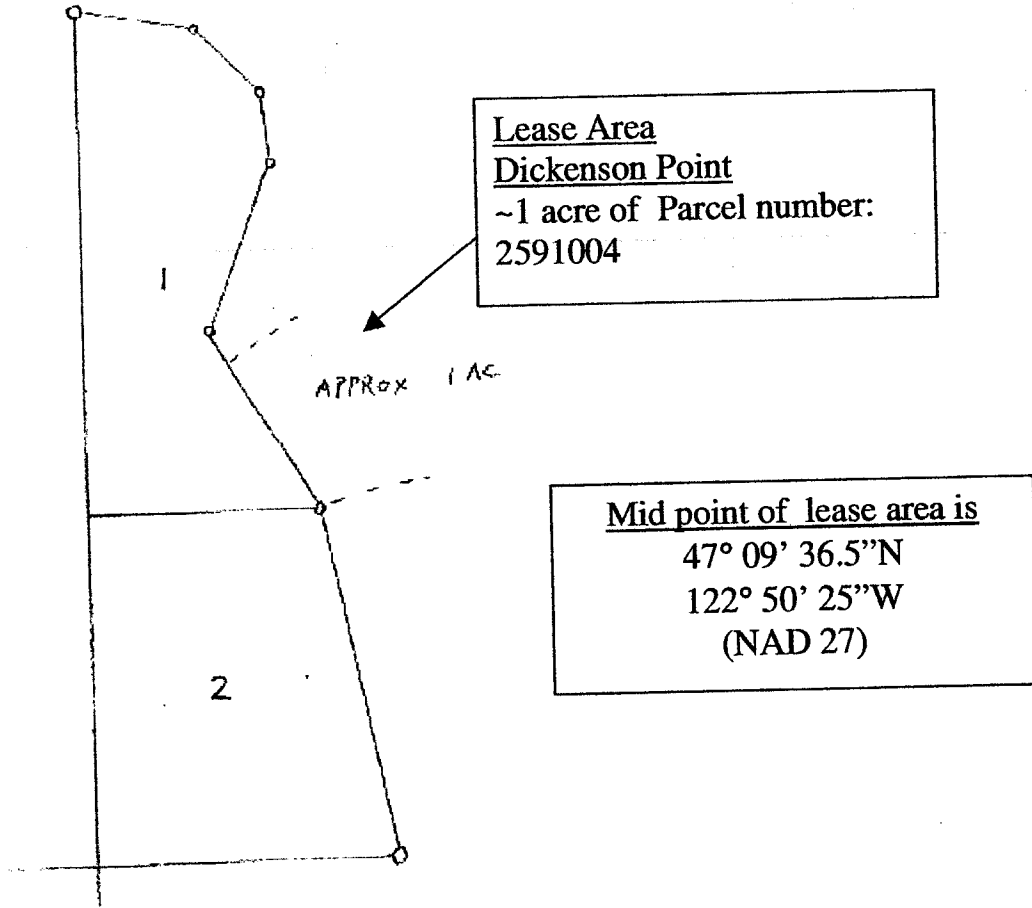 Lease Area
Dickenson Point
~1 acre of Parcel number:
2591004
1
APPROX 1 AC
Mid point of lease area is
47° 09’ 36.5”N
122° 50’ 25”W
(NAD 27)
2